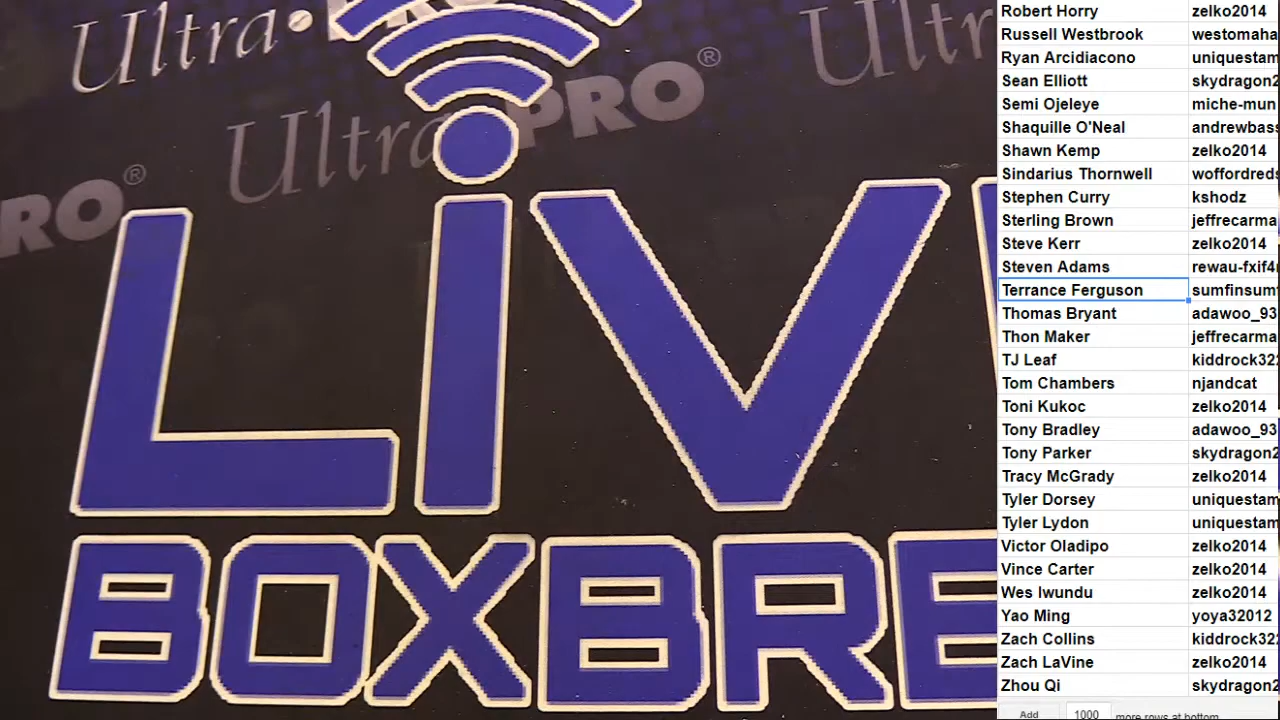 Ultra•PRO
Ultra
Ultra•PRO®
RO®
LiV
BOXBRE
Robert Horry zelko2014
Russell Westbrook westomaha
Ryan Arcidiacono uniquestam
Sean Elliott skydragon2
Semi Ojeleye miche-mun
Shaquille O'Neal andrewbass
Shawn Kemp zelko2014
Sindarius Thornwell woffordreds
Stephen Curry kshodz
Sterling Brown jeffrecarma
Steve Kerr zelko2014
Steven Adams rewau-fxif4
Terrance Ferguson sumfinsum
Thomas Bryant adawoo_93
Thon Maker jeffrecarma
TJ Leaf kiddrock322
Tom Chambers njandcat
Toni Kukoc zelko2014
Tony Bradley adawoo_93
Tony Parker skydragon2
Tracy McGrady zelko2014
Tyler Dorsey uniquestam
Tyler Lydon uniquestam
Victor Oladipo zelko2014
Vince Carter zelko2014
Wes Iwundu zelko2014
Yao Ming yoya32012
Zach Collins kiddrock322
Zach LaVine zelko2014
Zhou Qi skydragon2
Add 1000 more rows at bottom